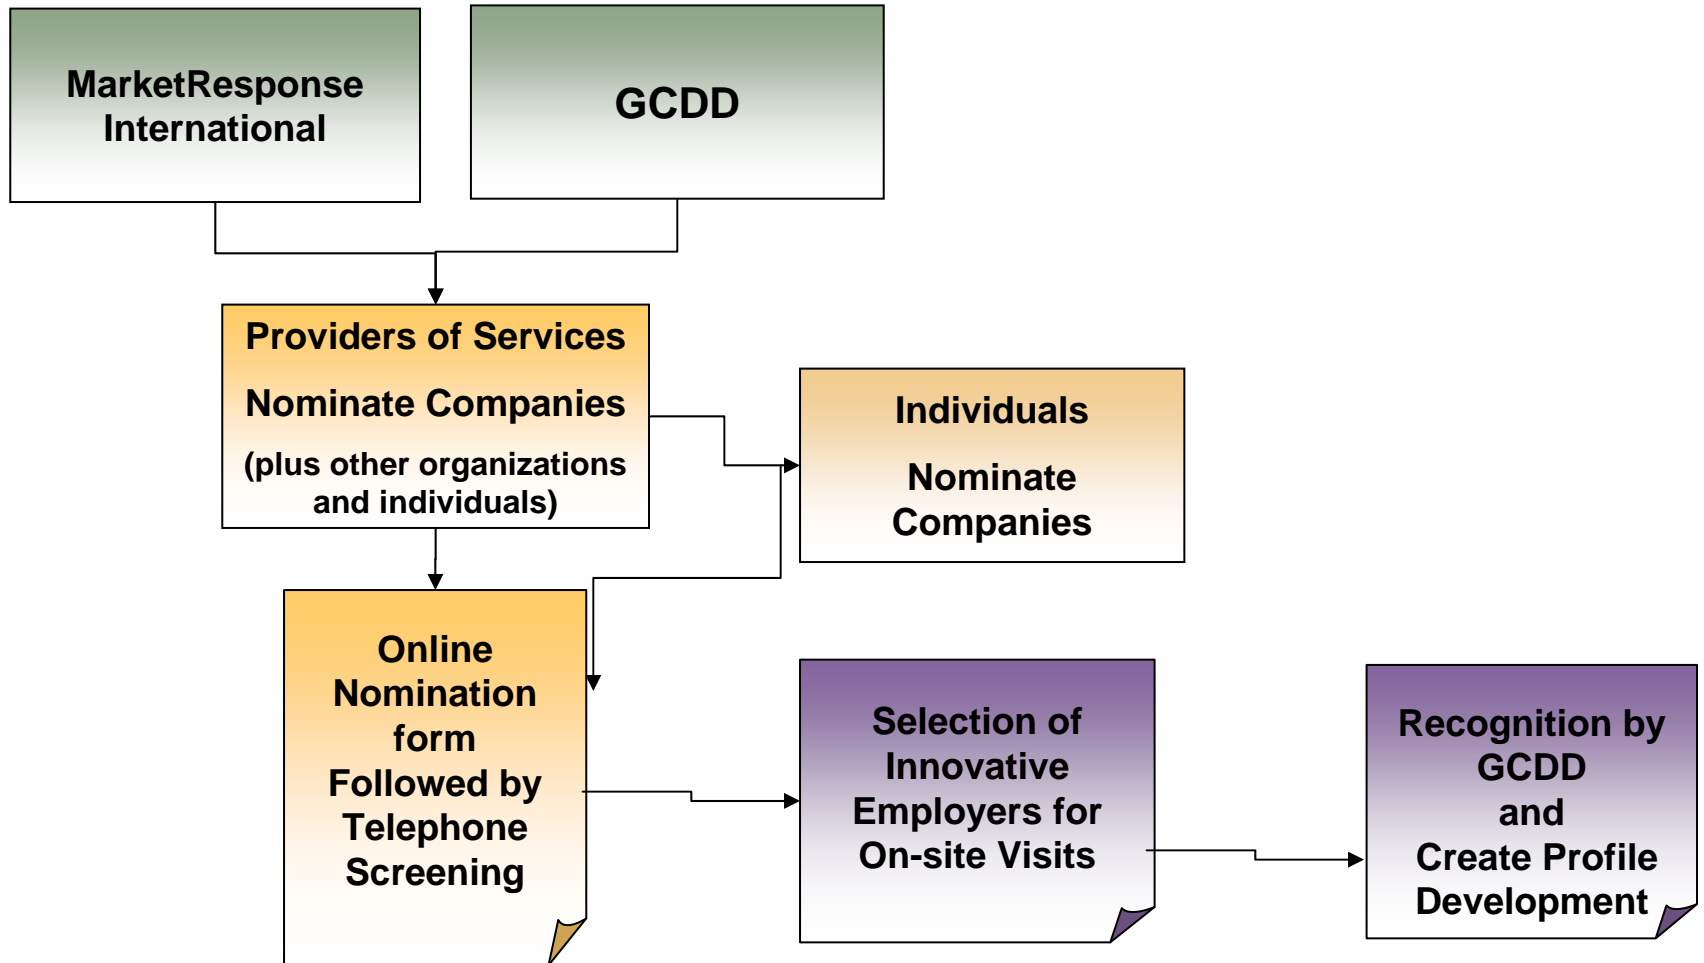 MarketResponse
International
GCDD
Providers of Services
Nominate Companies
(plus other organizations
and individuals)
Individuals
Nominate
Companies
Online
Nomination
form
Followed by
Telephone
Screening
Selection of
Innovative
Employers for
On-site Visits
Recognition by
GCDD
and
Create Profile
Development